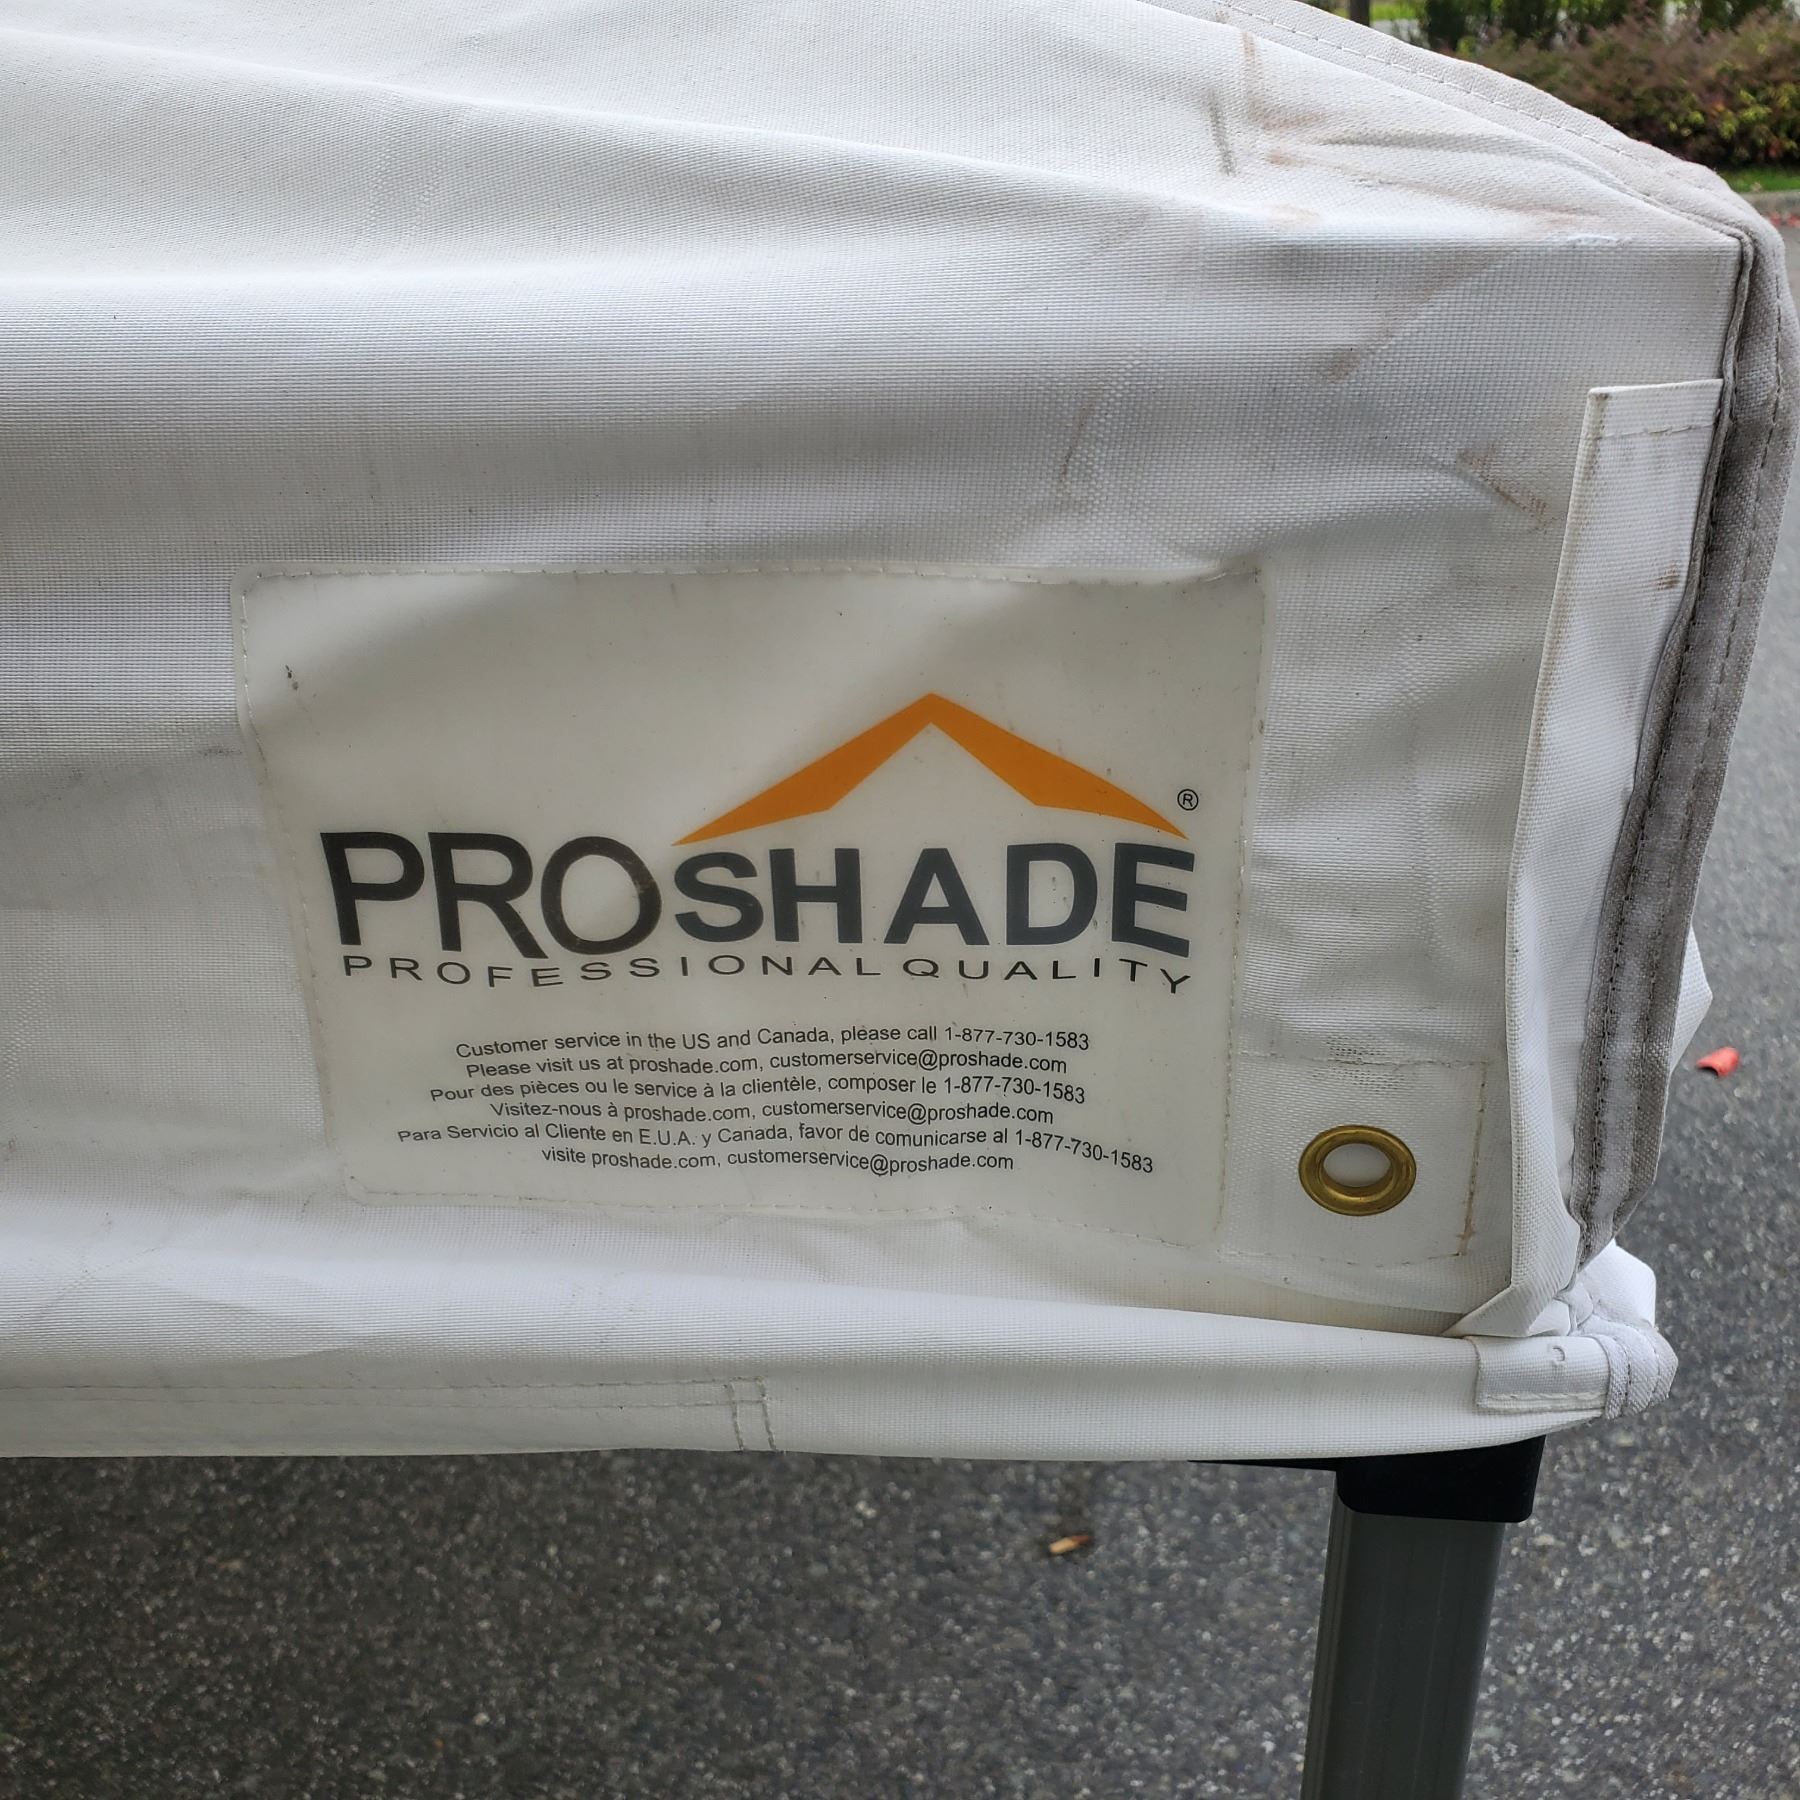 ®
PROSHADE
PROFESSIONAL QUALITY
Customer service in the US and Canada, please call 1-877-730-1583
Please visit us at proshade.com, customerservice@proshade.com
Pour des pièces ou le service à la clientèle, composer le 1-877-730-1583
Visitez-nous à proshade.com, customerservice@proshade.com
Para Servicio al Cliente en E.U.A. y Canada, favor de comunicarse al 1-877-730-1583
visite proshade.com, customerservice@proshade.com